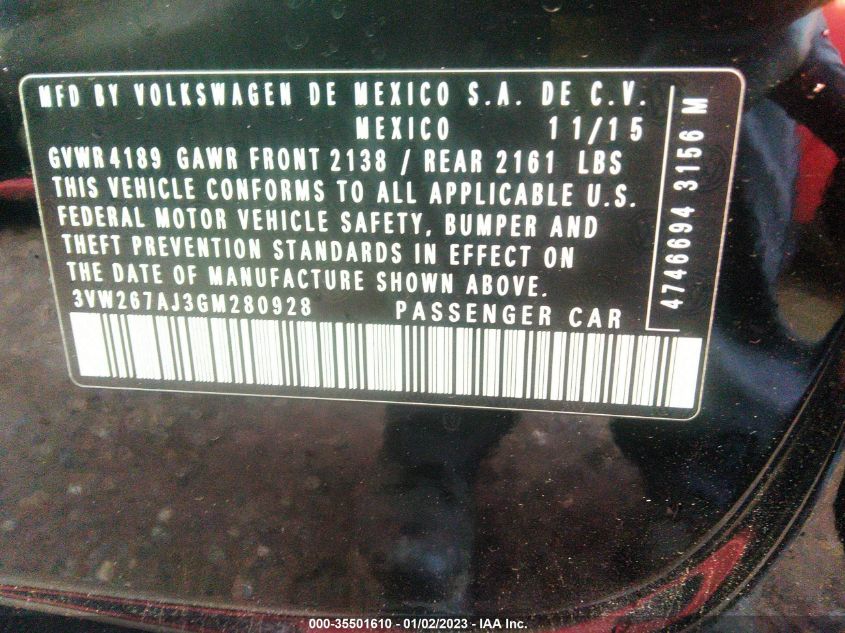 MFD BY VOLKSWAGEN DE MEXICO S.A. DE C.V.
MEXICO 11/15
GVWR 4189 GAWR FRONT 2138 / REAR 2161 LBS
THIS VEHICLE CONFORMS TO ALL APPLICABLE U.S.
FEDERAL MOTOR VEHICLE SAFETY, BUMPER AND
THEFT PREVENTION STANDARDS IN EFFECT ON
THE DATE OF MANUFACTURE SHOWN ABOVE.
3VW267AJ3GM280928 PASSENGER CAR
4746694 3156 M
000-35501610 - 01/02/2023 - IAA Inc.